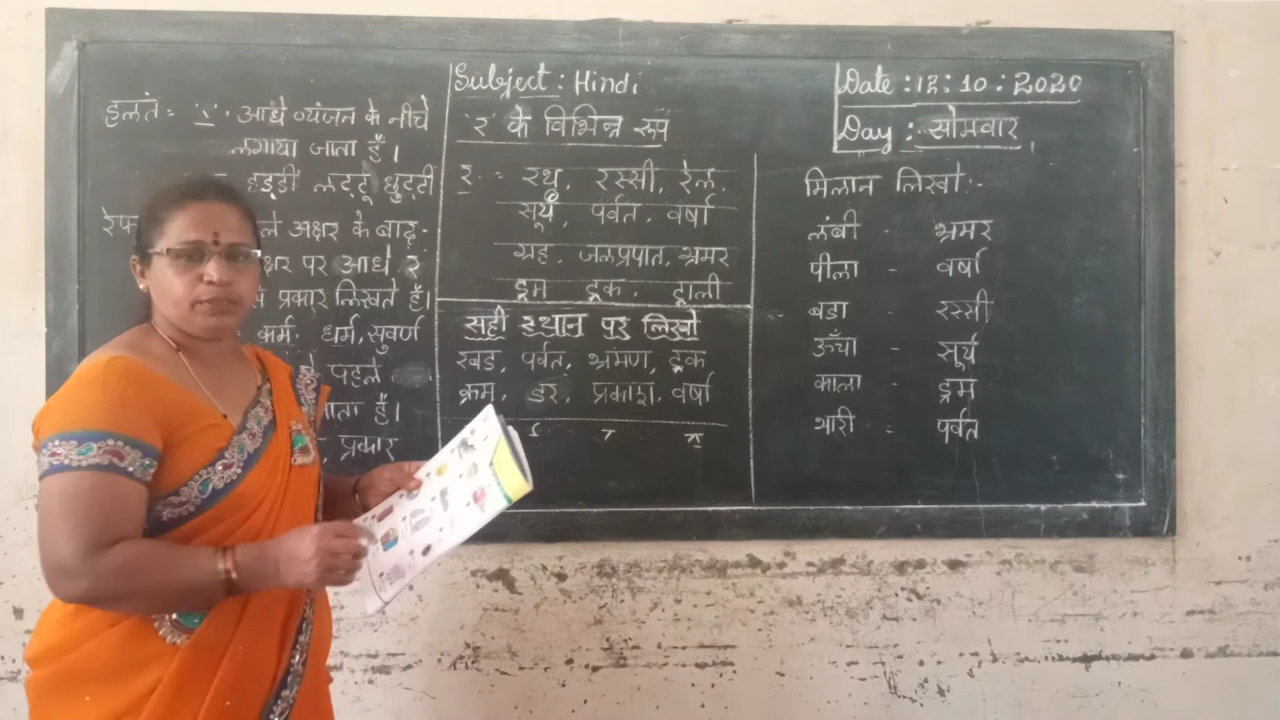 हलंत = '्'. आधे व्यंजन के नीचे
लगाया जाता है।
हड्डी लट्टू छुट्टी
रेफ ले अक्षर के बाद -
क्षर पर आधे र
प्रकार लिखते हैं।
कर्म. धर्म, सुवर्ण
पहले
जाता है।
, प्रकार
Subject : Hindi
'र' के विभिन्न रूप
र - रथ, रस्सी, रेल,
सूर्य, पर्वत, वर्षा
ग्रह, जलप्रपात, भ्रमर
ड्रम ट्रक, ट्राली
सही स्थान पर लिखो
रबड, पर्वत, भ्रमण, ट्रक
क्रम, डर, प्रकाश, वर्षा
Date : 12 : 10 : 2020
Day : सोमवार
मिलान लिखो :-
लंबी - भ्रमर
पीला - वर्षा
बडा - रस्सी
ऊँचा - सूर्य
काला - ड्रम
भारी - पर्वत